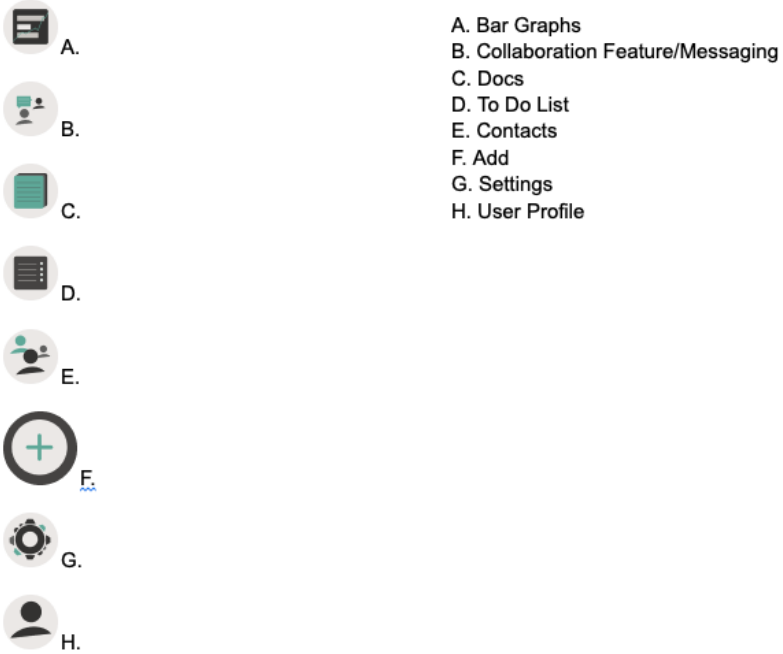 A.
B.
C.
D.
E.
F.
G.
H.
A. Bar Graphs
B. Collaboration Feature/Messaging
C. Docs
D. To Do List
E. Contacts
F. Add
G. Settings
H. User Profile